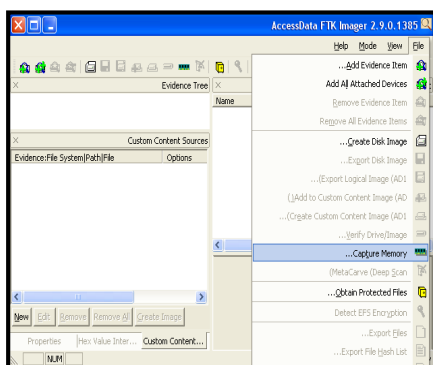 AccessData FTK Imager 2.9.0.1385
Help Mode View File
...Add Evidence Item
Add All Attached Devices
Remove Evidence Item
Remove All Evidence Items
...Create Disk Image
...Export Disk Image
...(Export Logical Image (AD1
()Add to Custom Content Image (AD
...(Create Custom Content Image (AD1
...Verify Drive/Image
...Capture Memory
(MetaCarve (Deep Scan
...Obtain Protected Files
Detect EFS Encryption
...Export Files
...Export File Hash List
Evidence Tree
Name
Custom Content Sources
Evidence:File System|Path|File Options
New Edit Remove Remove All Create Image
Properties Hex Value Inter... Custom Content...
NUM